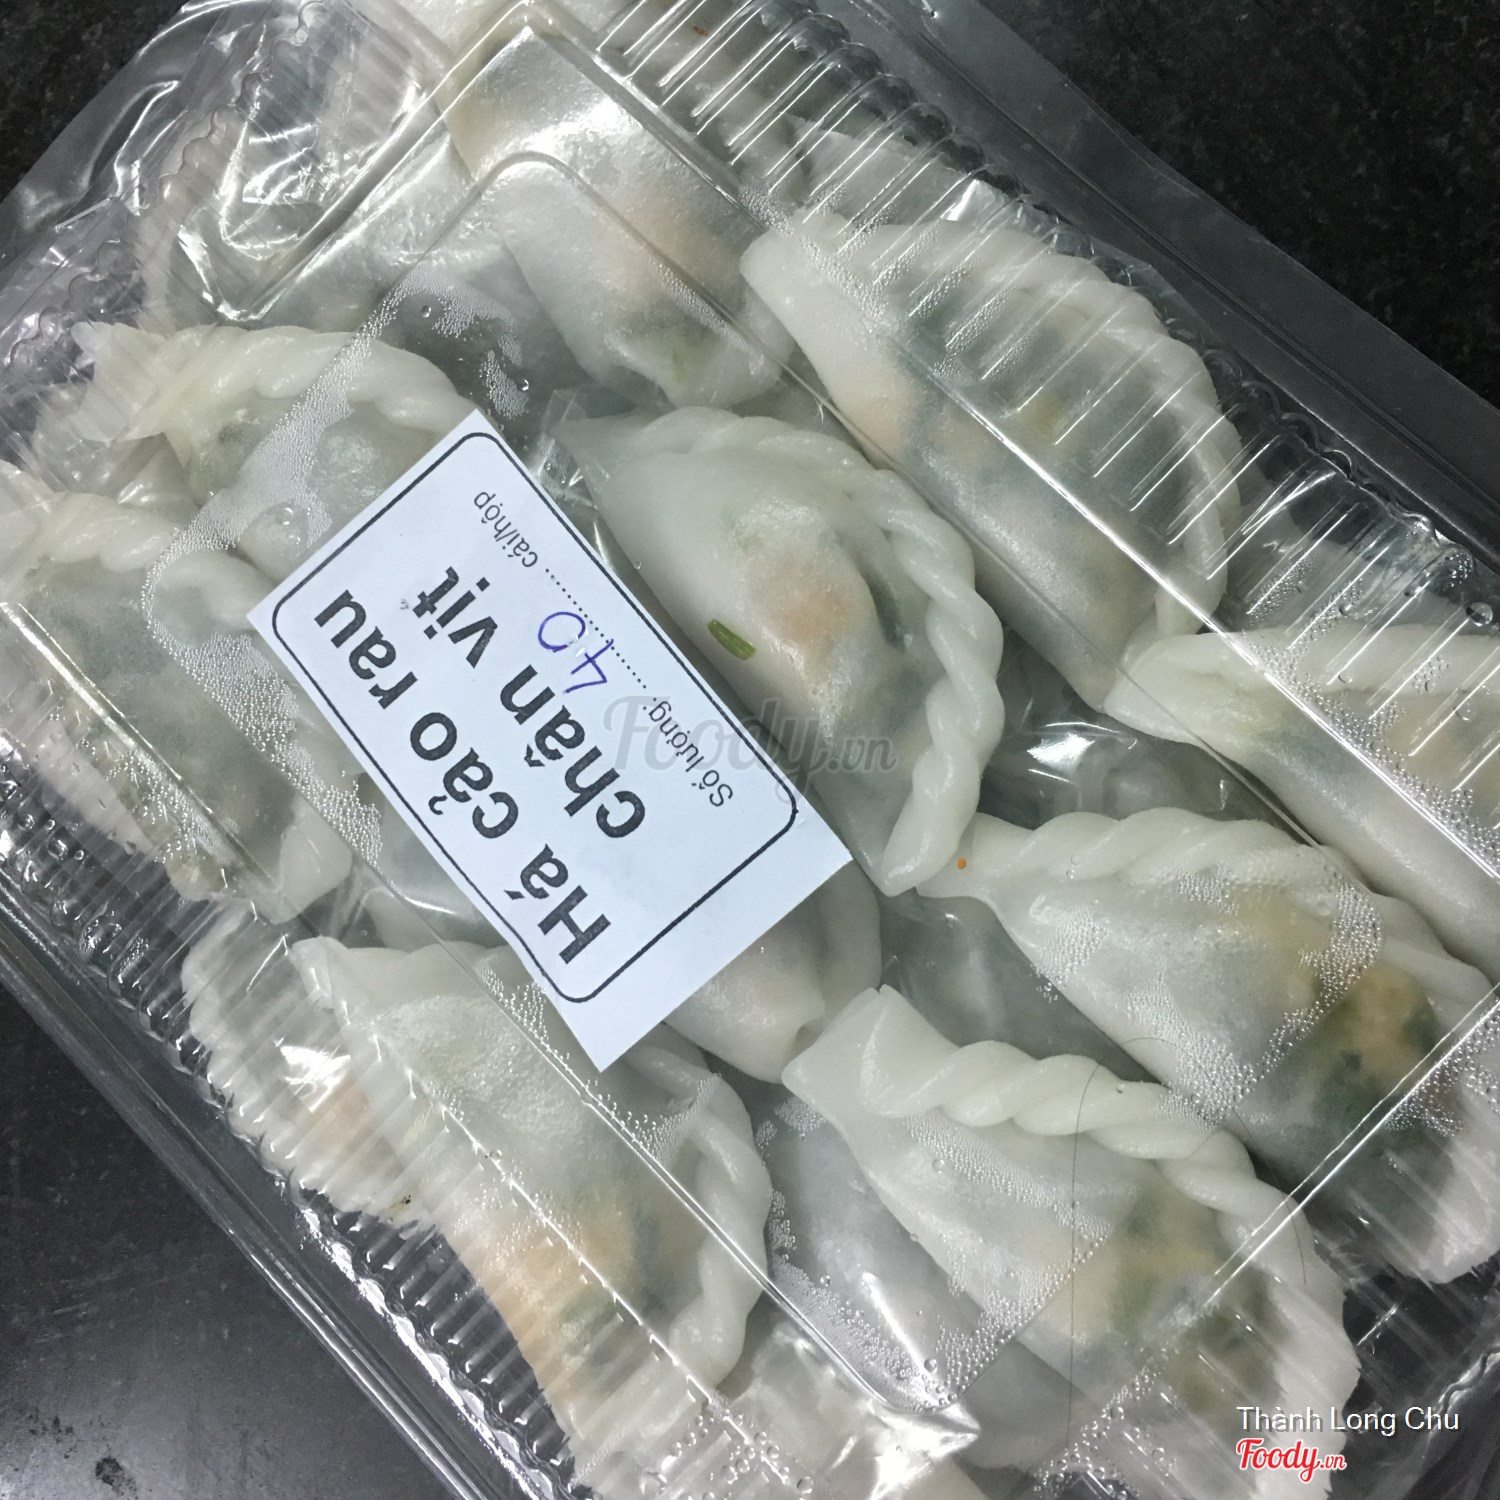 Há cảo rau
chân vịt
Số lượng: ....40.... cái/hộp
Foody.vn
Thành Long Chu
Foody.vn